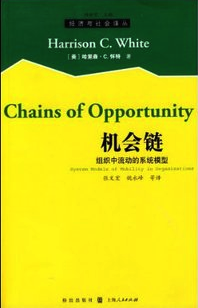 经济与社会译丛
Harrison C. White
［美］哈里森·C.怀特 著
Chains of Opportunity
机会链
组织中流动的系统模型
System Models of Mobility in Organizations
张文宏 魏永峰 等译
格致出版社 上海人民出版社